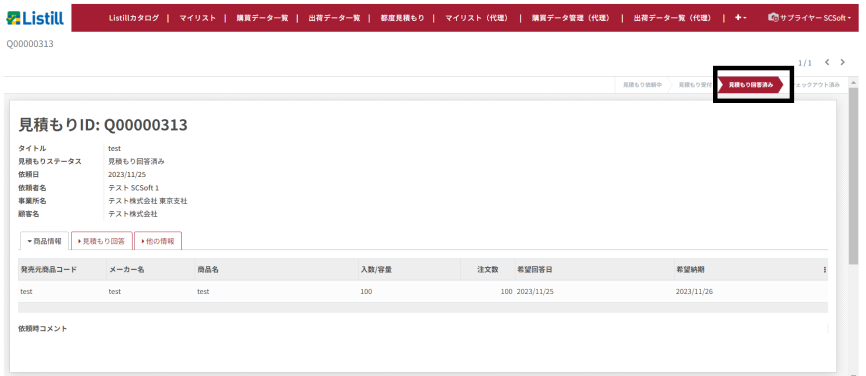 Listill
Listillカタログ | マイリスト | 購買データ一覧 | 出荷データ一覧 | 都度見積もり | マイリスト（代理） | 購買データ管理（代理） | 出荷データ一覧（代理） | サプライヤー SCSoft
Q00000313
1 / 1
見積もり依頼中 見積もり受付 見積もり回答済み ェックアウト済み
見積もりID: Q00000313
タイトル test
見積もりステータス 見積もり回答済み
依頼日 2023/11/25
依頼者名 テスト SCSoft 1
事業所名 テスト株式会社 東京支社
顧客名 テスト株式会社
商品情報 見積もり回答 他の情報
発売元商品コード メーカー名 商品名 入数/容量 注文数 希望回答日 希望納期
test test test 100 100 2023/11/25 2023/11/26
依頼時コメント